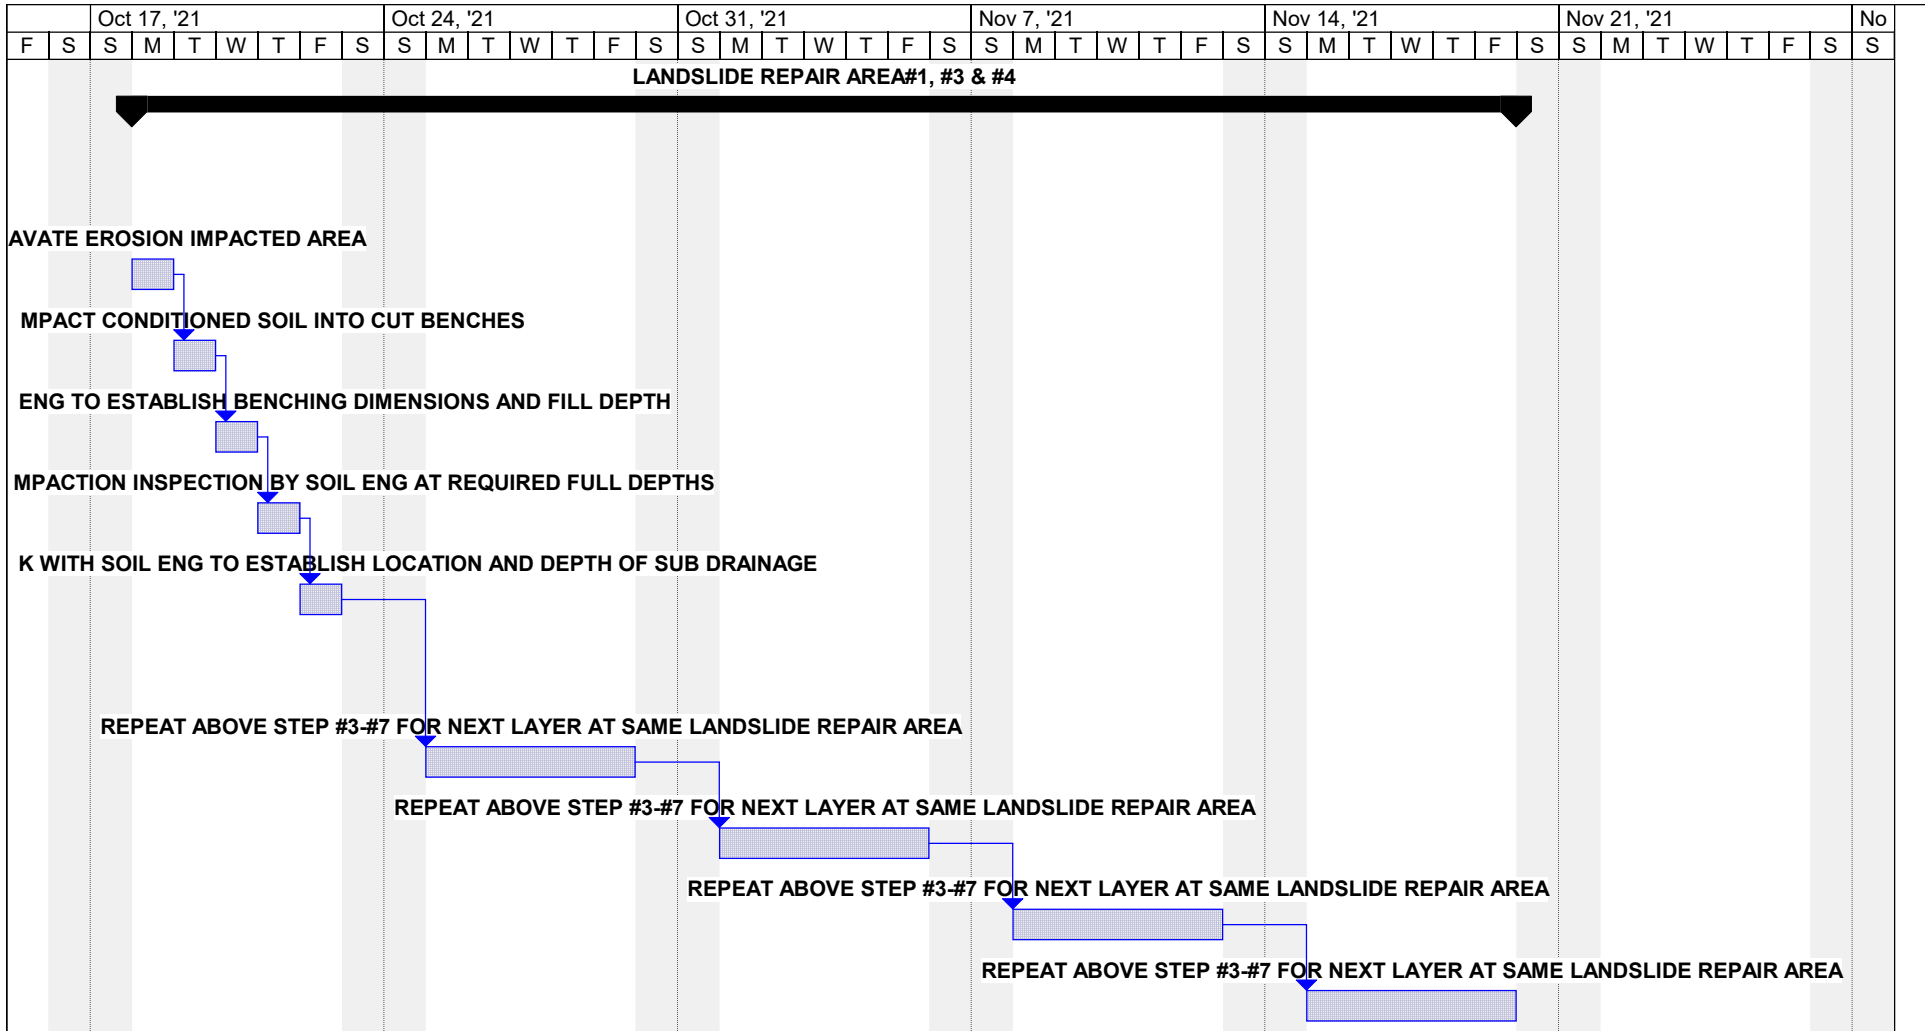 Oct 17, '21 Oct 24, '21 Oct 31, '21 Nov 7, '21 Nov 14, '21 Nov 21, '21 No
F S S M T W T F S S M T W T F S S M T W T F S S M T W T F S S M T W T F S S M T W T F S S
LANDSLIDE REPAIR AREA#1, #3 & #4
AVATE EROSION IMPACTED AREA
MPACT CONDITIONED SOIL INTO CUT BENCHES
ENG TO ESTABLISH BENCHING DIMENSIONS AND FILL DEPTH
MPACTION INSPECTION BY SOIL ENG AT REQUIRED FULL DEPTHS
K WITH SOIL ENG TO ESTABLISH LOCATION AND DEPTH OF SUB DRAINAGE
REPEAT ABOVE STEP #3-#7 FOR NEXT LAYER AT SAME LANDSLIDE REPAIR AREA
REPEAT ABOVE STEP #3-#7 FOR NEXT LAYER AT SAME LANDSLIDE REPAIR AREA
REPEAT ABOVE STEP #3-#7 FOR NEXT LAYER AT SAME LANDSLIDE REPAIR AREA
REPEAT ABOVE STEP #3-#7 FOR NEXT LAYER AT SAME LANDSLIDE REPAIR AREA